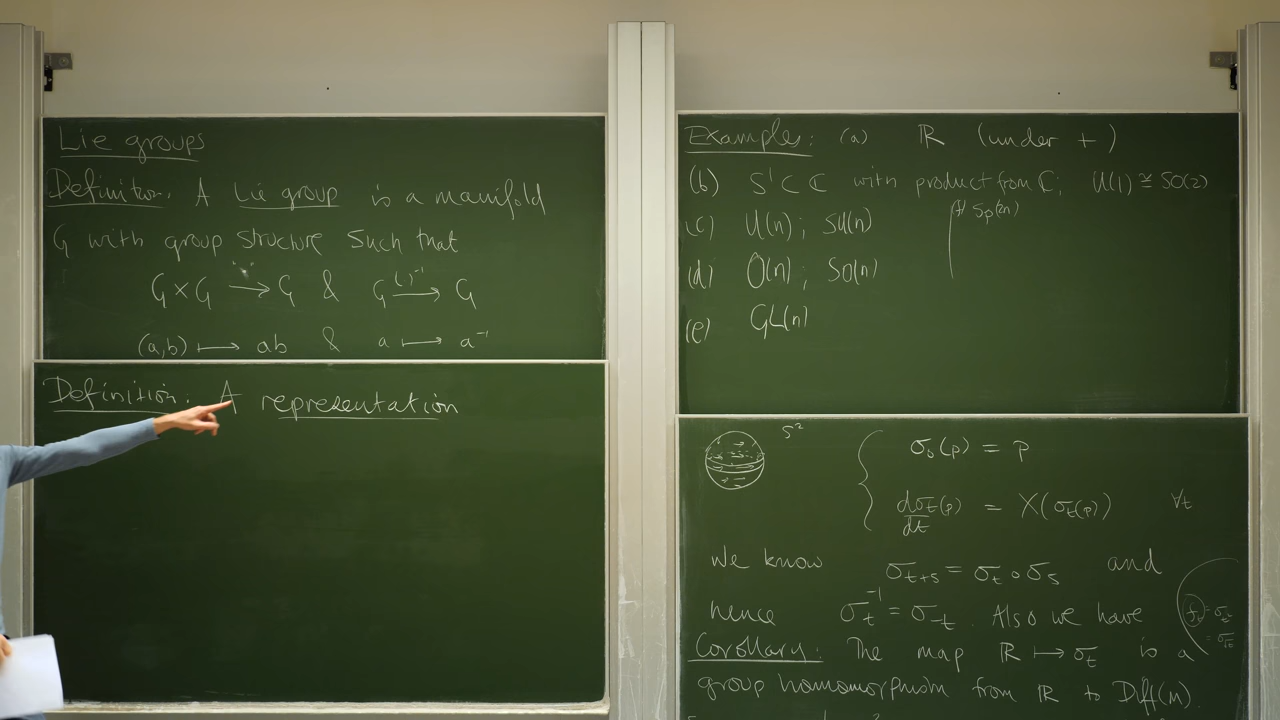 Lie groups
Definition: A Lie group is a manifold
G with group structure such that
G × G → G & G (·)⁻¹→ G
(a,b) ↦ ab & a ↦ a⁻¹
Definition: A representation
Examples: (a) ℝ (under +)
(b) S¹ ⊂ ℂ with product from ℂ; U(1) ≅ SO(2)
(c) U(n); SU(n)
(f) Sp(2n)
(d) O(n); SO(n)
(e) GL(n)
S²
σ₀(p) = p
dσₜ(p)/dt = X(σₜ(p)) ∀t
We know σₜ₊ₛ = σₜ ∘ σₛ and
hence σₜ⁻¹ = σ₋ₜ. Also we have
Corollary: The map ℝ ↦ σₜ is a
group homomorphism from ℝ to Diff(M).